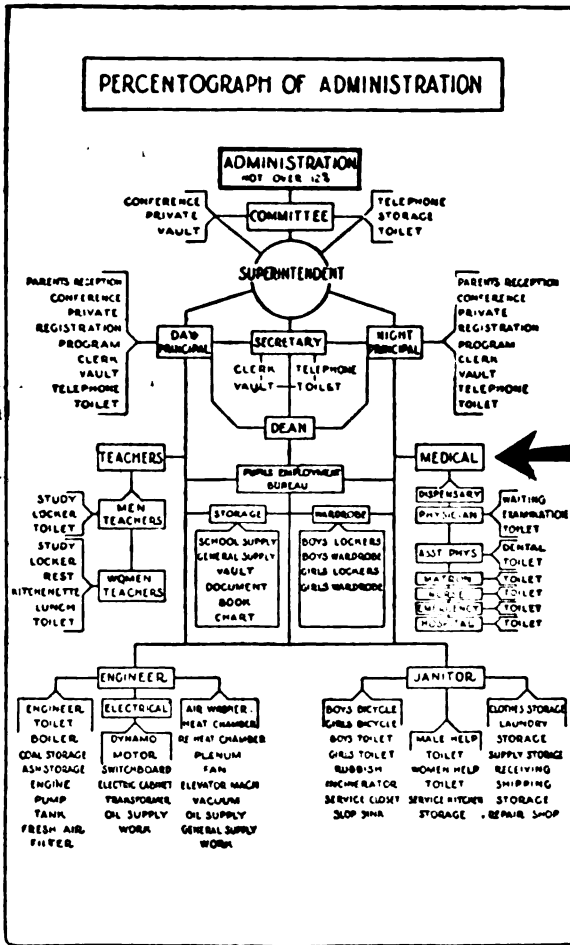 PERCENTOGRAPH OF ADMINISTRATION
ADMINISTRATION
NOT OVER 12%
CONFERENCE
PRIVATE
VAULT
COMMITTEE
TELEPHONE
STORAGE
TOILET
SUPERINTENDENT
PARENTS RECEPTION
CONFERENCE
PRIVATE
REGISTRATION
PROGRAM
CLERK
VAULT
TELEPHONE
TOILET
DAY
PRINCIPAL
SECRETARY
CLERK
VAULT
TELEPHONE
TOILET
NIGHT
PRINCIPAL
PARENTS RECEPTION
CONFERENCE
PRIVATE
REGISTRATION
PROGRAM
CLERK
VAULT
TELEPHONE
TOILET
DEAN
PUPILS EMPLOYMENT
BUREAU
TEACHERS
STUDY
LOCKER
TOILET
MEN
TEACHERS
STUDY
LOCKER
REST
KITCHENETTE
LUNCH
TOILET
WOMEN
TEACHERS
STORAGE
SCHOOL SUPPLY
GENERAL SUPPLY
VAULT
DOCUMENT
BOOK
CHART
WARDROBE
BOYS LOCKERS
BOYS WARDROBE
GIRLS LOCKERS
GIRLS WARDROBE
MEDICAL
DISPENSARY
PHYSICIAN
WAITING
EXAMINATION
TOILET
ASST PHYS
DENTAL
TOILET
MATRON
TOILET
NURSE
TOILET
EMERGENCY
TOILET
HOSPITAL
TOILET
ENGINEER
ENGINEER
TOILET
BOILER
COAL STORAGE
ASH STORAGE
ENGINE
PUMP
TANK
FRESH AIR
FILTER
ELECTRICAL
DYNAMO
MOTOR
SWITCHBOARD
ELECTRIC CABINET
TRANSFORMER
OIL SUPPLY
WORK
AIR WASHER
HEAT CHAMBER
RE HEAT CHAMBER
PLENUM
FAN
ELEVATOR MACH
VACUUM
OIL SUPPLY
GENERAL SUPPLY
WORK
JANITOR
BOYS BICYCLE
GIRLS BICYCLE
BOYS TOILET
GIRLS TOILET
RUBBISH
INCINERATOR
SERVICE CLOSET
SLOP SINK
MALE HELP
TOILET
WOMEN HELP
TOILET
SERVICE KITCHEN
STORAGE
CLOTHES STORAGE
LAUNDRY
STORAGE
SUPPLY STORAGE
RECEIVING
SHIPPING
STORAGE
REPAIR SHOP